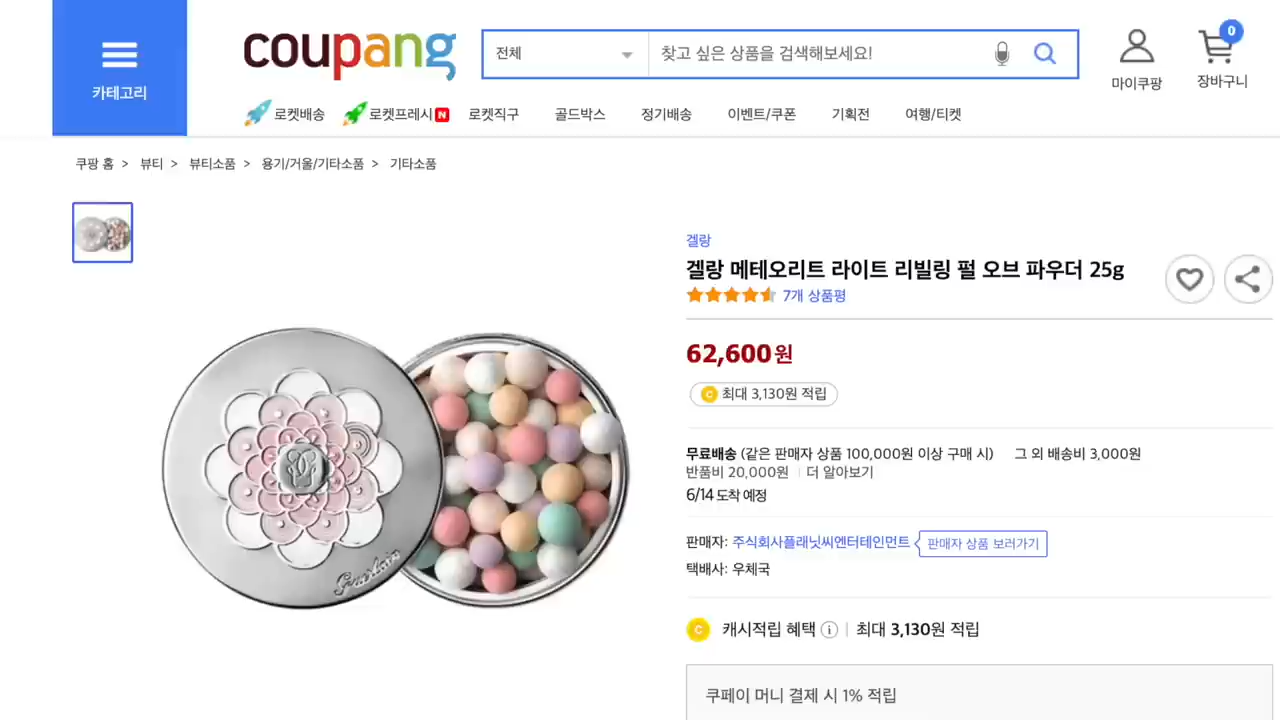 카테고리
coupang
전체
찾고 싶은 상품을 검색해보세요!
마이쿠팡
0
장바구니
로켓배송
로켓프레시 N
로켓직구
골드박스
정기배송
이벤트/쿠폰
기획전
여행/티켓
쿠팡 홈 > 뷰티 > 뷰티소품 > 용기/거울/기타소품 > 기타소품
겔랑
겔랑 메테오리트 라이트 리빌링 펄 오브 파우더 25g
7개 상품평
62,600원
C 최대 3,130원 적립
무료배송 (같은 판매자 상품 100,000원 이상 구매 시) 그 외 배송비 3,000원
반품비 20,000원 | 더 알아보기
6/14 도착 예정
판매자: 주식회사플래닛씨엔터테인먼트 판매자 상품 보러가기
택배사: 우체국
C 캐시적립 혜택 i | 최대 3,130원 적립
쿠페이 머니 결제 시 1% 적립
Guerlain